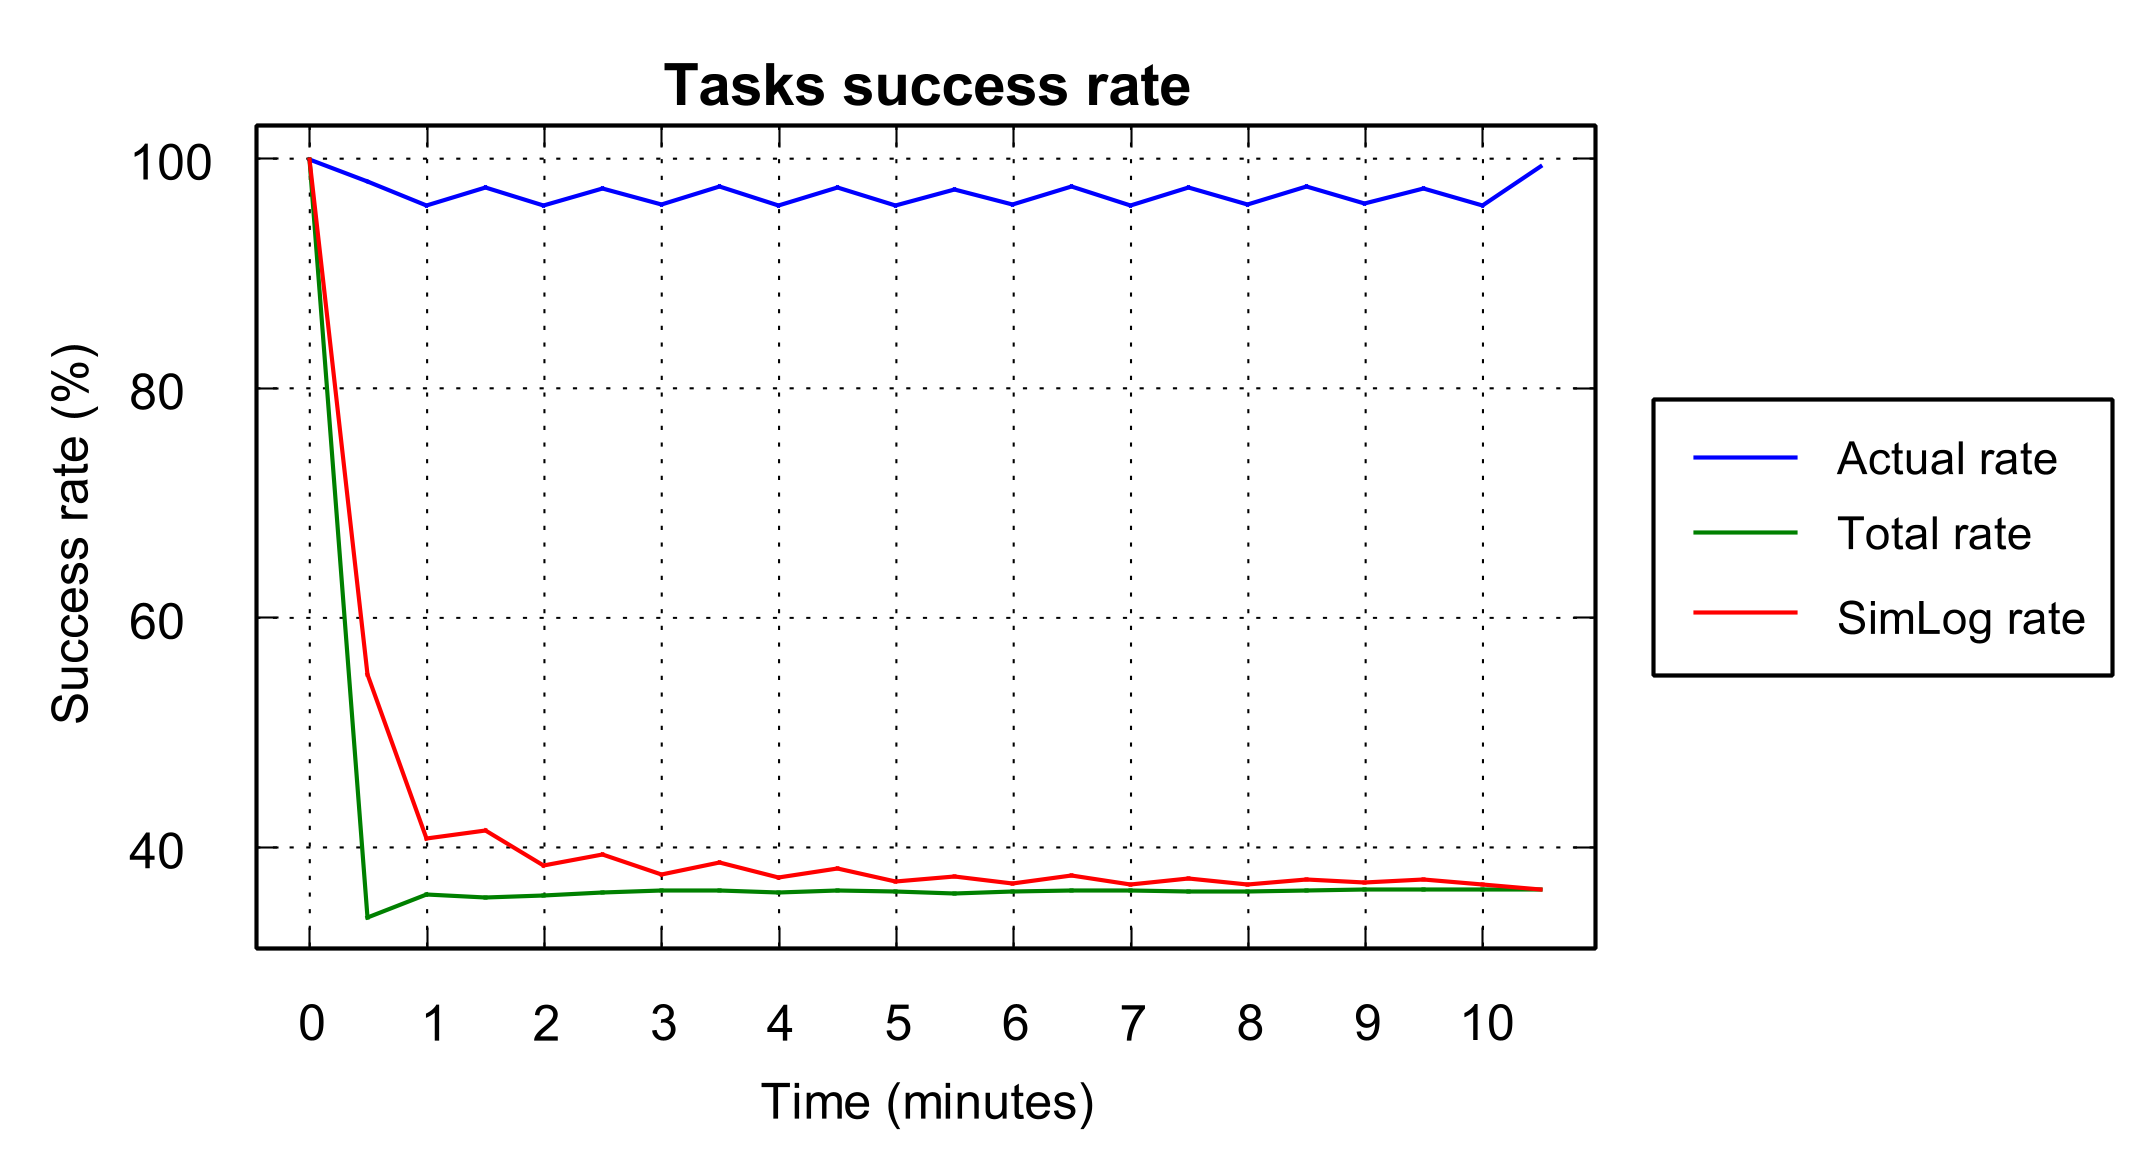 Tasks success rate
100
80
60
40
Success rate (%)
0 1 2 3 4 5 6 7 8 9 10
Time (minutes)
Actual rate
Total rate
SimLog rate